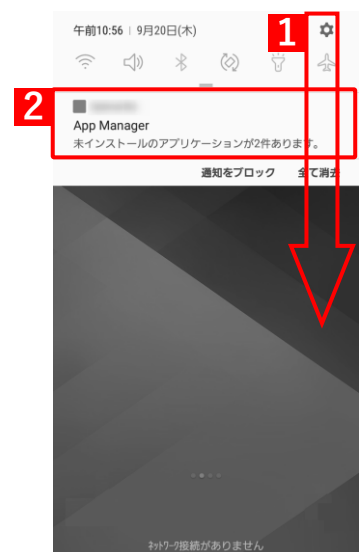 午前10:56 | 9月20日(木)
1
2
App Manager
未インストールのアプリケーションが2件あります。
通知をブロック 全て消去
ﾈｯﾄﾜｰｸ接続がありません